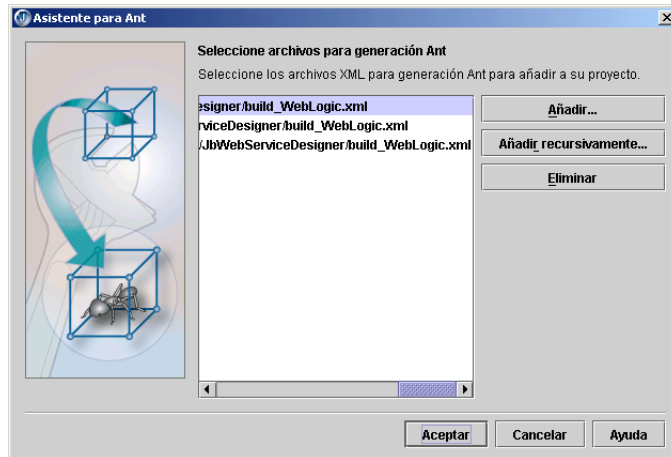 Asistente para Ant
Seleccione archivos para generación Ant
Seleccione los archivos XML para generación Ant para añadir a su proyecto.
esigner/build_WebLogic.xml
rviceDesigner/build_WebLogic.xml
/JbWebServiceDesigner/build_WebLogic.xml
Añadir...
Añadir recursivamente...
Eliminar
Aceptar
Cancelar
Ayuda